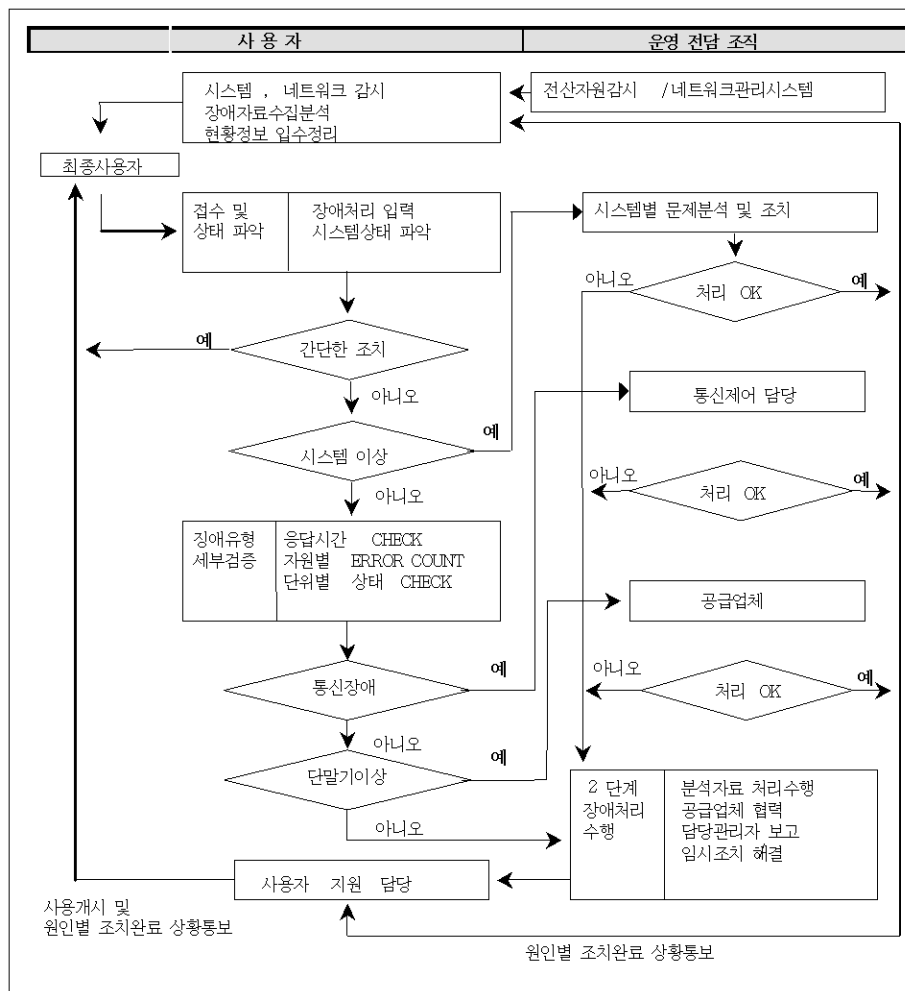 사 용 자
운영 전담 조직
시스템 , 네트워크 감시
장애자료수집분석
현황정보 입수정리
전산자원감시 /네트워크관리시스템
최종사용자
접수 및
상태 파악
장애처리 입력
시스템상태 파악
시스템별 문제분석 및 조치
아니오
처리 OK
예
예
간단한 조치
아니오
통신제어 담당
예
시스템 이상
아니오
아니오
처리 OK
예
징애유형
세부검증
응답시간 CHECK
자원별 ERROR COUNT
단위별 상태 CHECK
공급업체
예
통신장애
아니오
아니오
처리 OK
예
예
단말기이상
아니오
2 단계
장애처리
수행
분석자료 처리수행
공급업체 협력
담당관리자 보고
임시조치 해결
사용자 지원 담당
사용개시 및
원인별 조치완료 상황통보
원인별 조치완료 상황통보